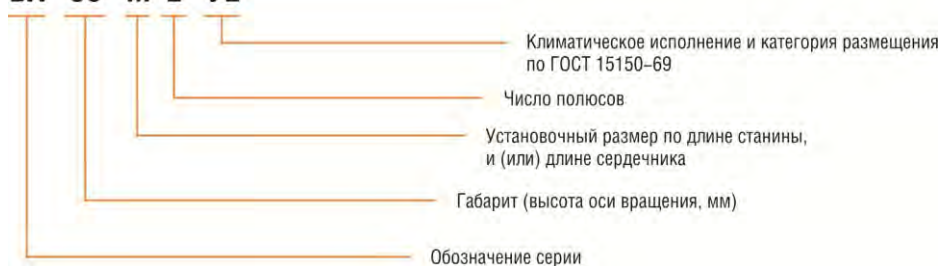 Климатическое исполнение и категория размещения
по ГОСТ 15150–69
Число полюсов
Установочный размер по длине станины,
и (или) длине сердечника
Габарит (высота оси вращения, мм)
Обозначение серии